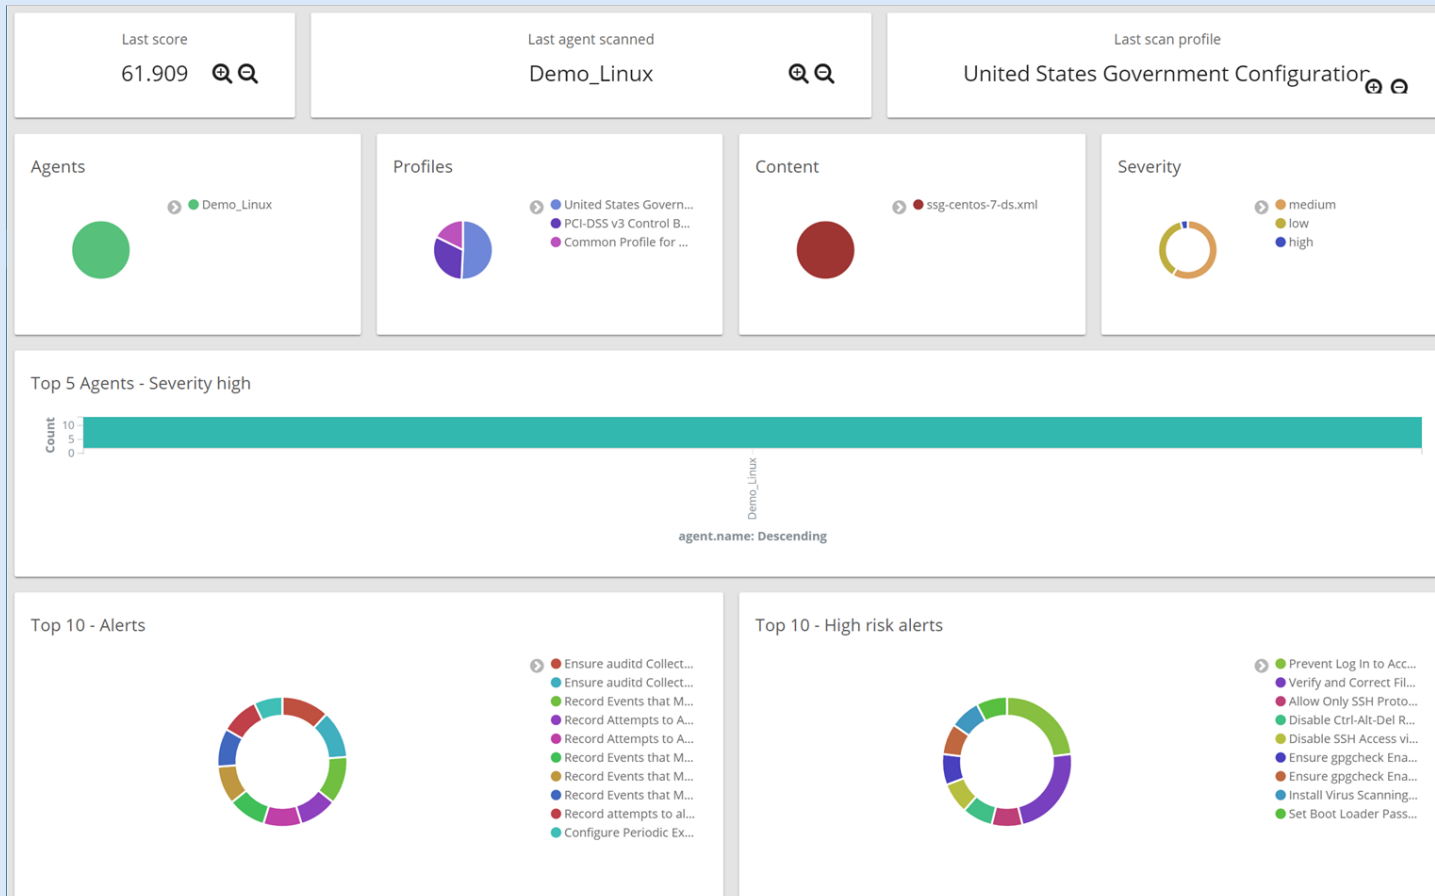 Last score
61.909
Last agent scanned
Demo_Linux
Last scan profile
United States Government Configuration
Agents
Demo_Linux
Profiles
United States Govern...
PCI-DSS v3 Control B...
Common Profile for ...
Content
ssg-centos-7-ds.xml
Severity
medium
low
high
Top 5 Agents - Severity high
Count
10
5
0
Demo_Linux
agent.name: Descending
Top 10 - Alerts
Ensure auditd Collect...
Ensure auditd Collect...
Record Events that M...
Record Attempts to A...
Record Attempts to A...
Record Events that M...
Record Events that M...
Record Events that M...
Record attempts to al...
Configure Periodic Ex...
Top 10 - High risk alerts
Prevent Log In to Acc...
Verify and Correct Fil...
Allow Only SSH Proto...
Disable Ctrl-Alt-Del R...
Disable SSH Access vi...
Ensure gpgcheck Ena...
Ensure gpgcheck Ena...
Install Virus Scanning...
Set Boot Loader Pass...